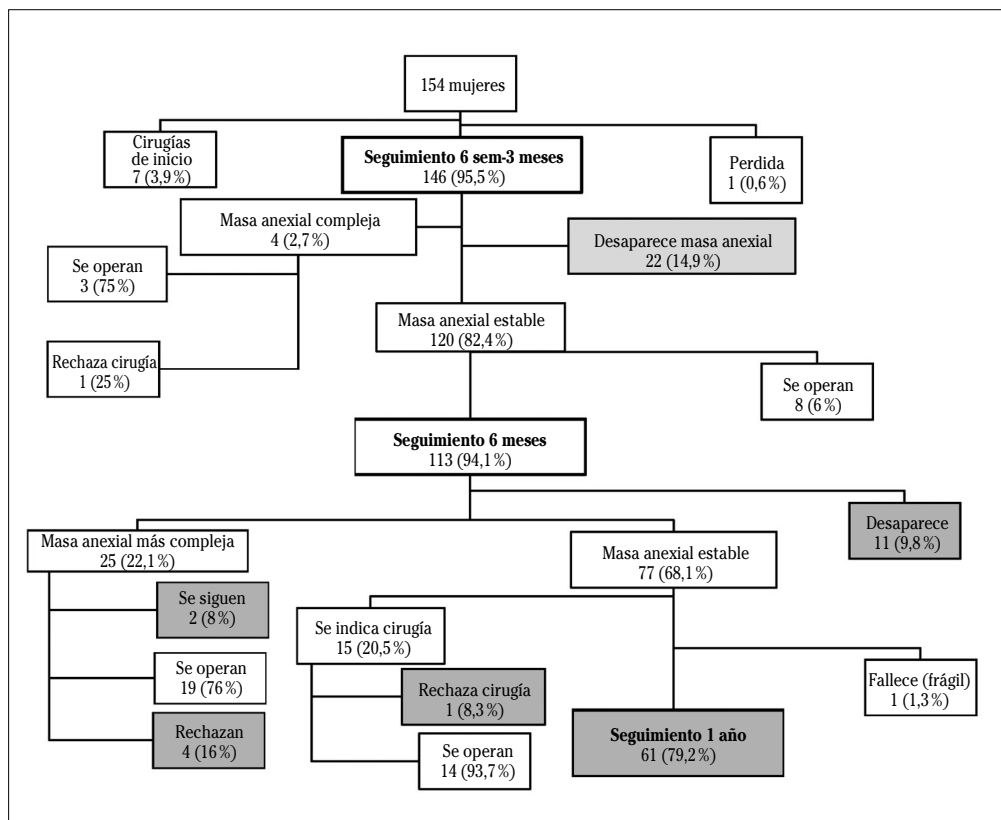 154 mujeres
Cirugías
de inicio
7 (3,9%)
Seguimiento 6 sem-3 meses
146 (95,5%)
Perdida
1 (0,6%)
Masa anexial compleja
4 (2,7%)
Desaparece masa anexial
22 (14,9%)
Se operan
3 (75%)
Masa anexial estable
120 (82,4%)
Rechaza cirugía
1 (25%)
Se operan
8 (6%)
Seguimiento 6 meses
113 (94,1%)
Desaparece
11 (9,8%)
Masa anexial más compleja
25 (22,1%)
Masa anexial estable
77 (68,1%)
Se siguen
2 (8%)
Se indica cirugía
15 (20,5%)
Se operan
19 (76%)
Rechaza cirugía
1 (8,3%)
Fallece (frágil)
1 (1,3%)
Rechazan
4 (16%)
Seguimiento 1 año
61 (79,2%)
Se operan
14 (93,7%)